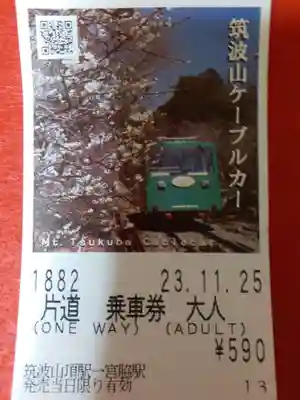 筑波山ケーブルカー
Mt. Tsukuba Cablecar
1882 23.11.25
片道 乗車券 大人
(ONE WAY) (ADULT)
¥590
筑波山頂駅ー宮脇駅
発売当日限り有効 13